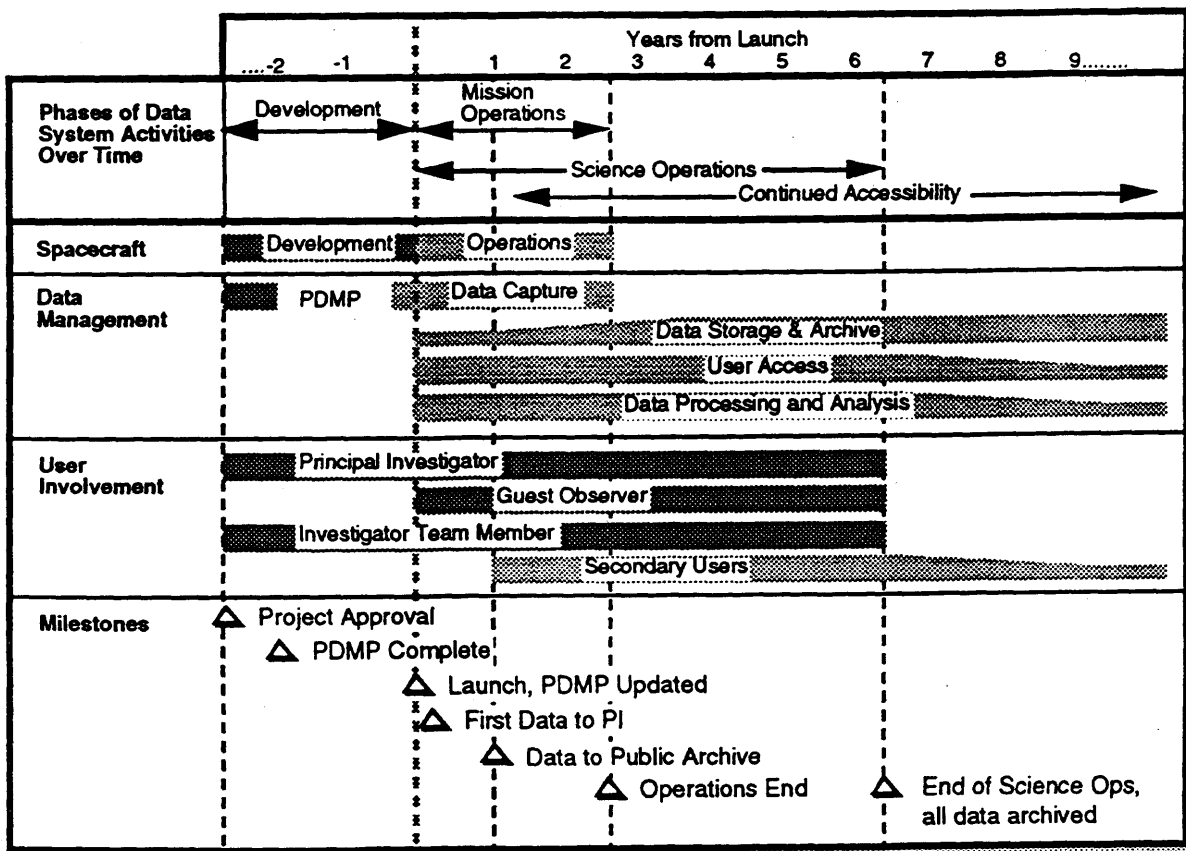 Years from Launch
....-2 -1 1 2 3 4 5 6 7 8 9........
Phases of Data
System Activities
Over Time
Development
Mission
Operations
Science Operations
Continued Accessibility
Spacecraft
Development
Operations
Data
Management
PDMP
Data Capture
Data Storage & Archive
User Access
Data Processing and Analysis
User
Involvement
Principal Investigator
Guest Observer
Investigator Team Member
Secondary Users
Milestones
Project Approval
PDMP Complete
Launch, PDMP Updated
First Data to PI
Data to Public Archive
Operations End
End of Science Ops,
all data archived